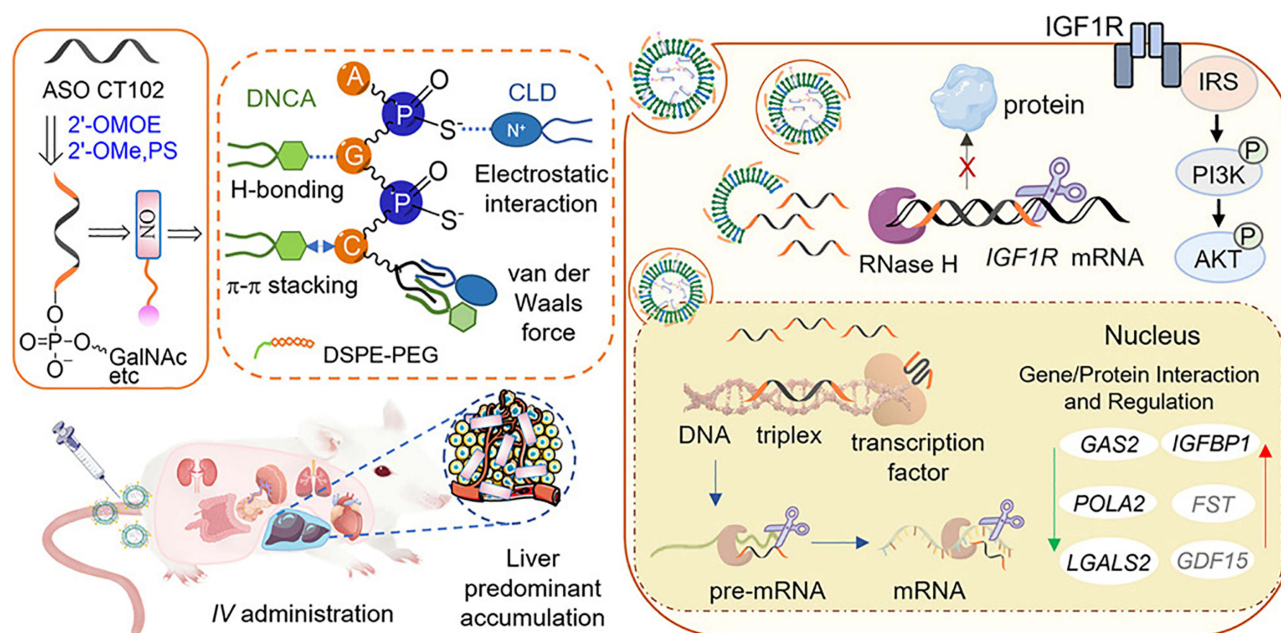 ASO CT102
2'-OMOE
2'-OMe,PS
ON
O
O=P-O
O⁻
GalNAc
etc
DNCA
A
O
P
S⁻
N⁺
CLD
G
H-bonding
Electrostatic
interaction
O
P
S⁻
C
π-π stacking
van der
Waals
force
DSPE-PEG
IV administration
Liver
predominant
accumulation
IGF1R
IRS
protein
X
P
PI3K
P
AKT
RNase H
IGF1R mRNA
Nucleus
Gene/Protein Interaction
and Regulation
DNA
triplex
transcription
factor
GAS2
IGFBP1
POLA2
FST
LGALS2
GDF15
pre-mRNA
mRNA